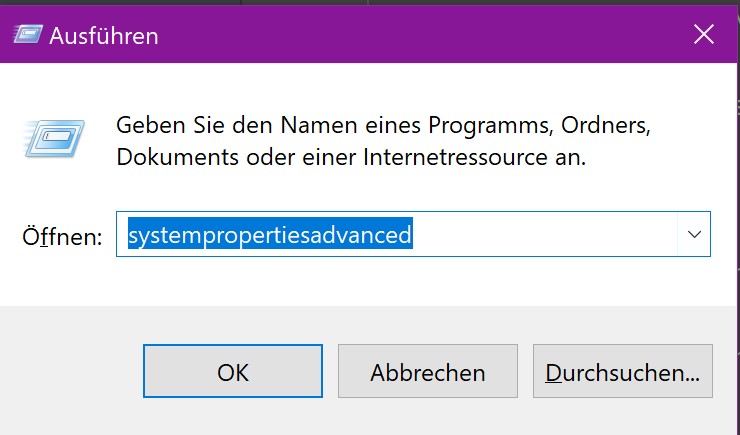 Ausführen
Geben Sie den Namen eines Programms, Ordners,
Dokuments oder einer Internetressource an.
Öffnen: systempropertiesadvanced
OK Abbrechen Durchsuchen...